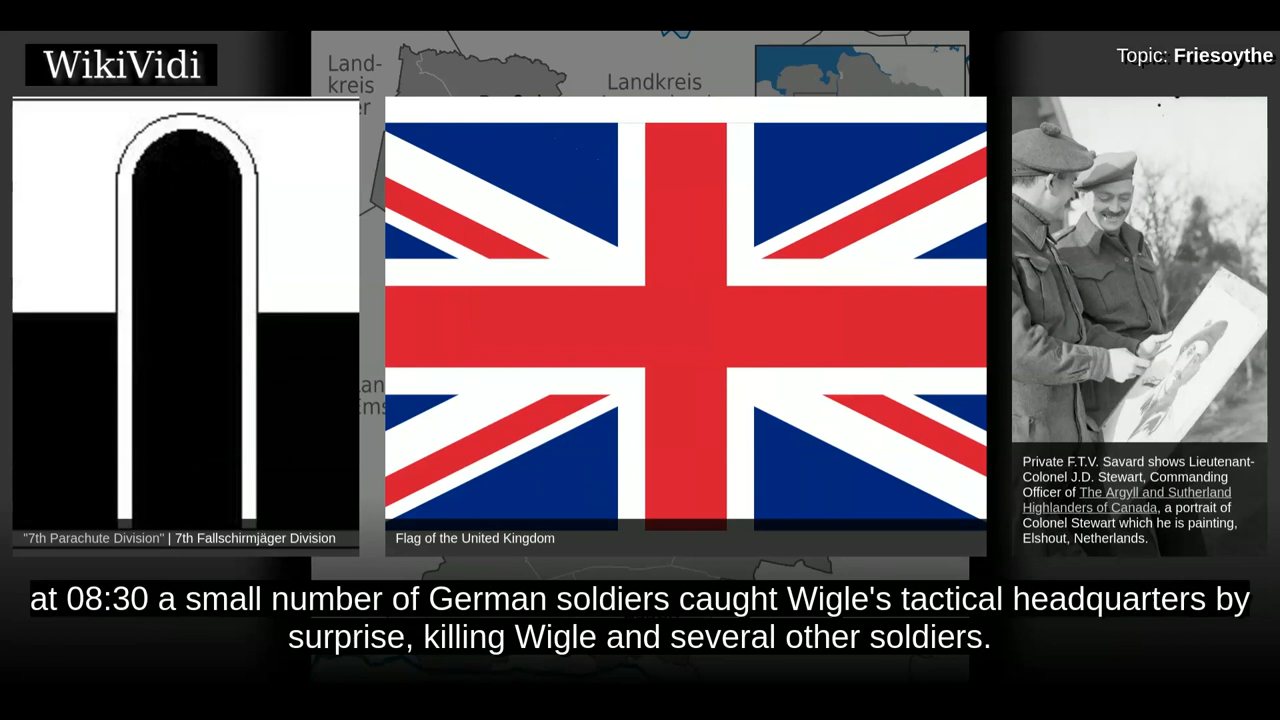 WikiVidi
Topic: Friesoythe
Land-
kreis
Landkreis
"7th Parachute Division" | 7th Fallschirmjäger Division
Flag of the United Kingdom
Private F.T.V. Savard shows Lieutenant-
Colonel J.D. Stewart, Commanding
Officer of The Argyll and Sutherland
Highlanders of Canada, a portrait of
Colonel Stewart which he is painting,
Elshout, Netherlands.
at 08:30 a small number of German soldiers caught Wigle's tactical headquarters by
surprise, killing Wigle and several other soldiers.